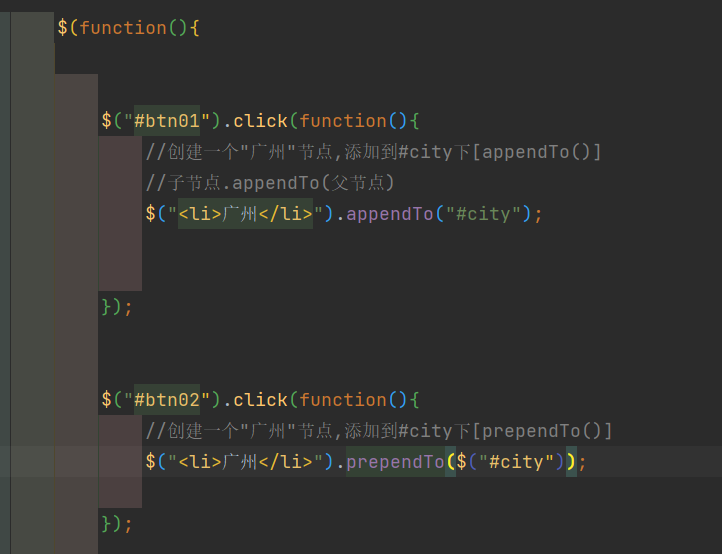 $(function(){
$("#btn01").click(function(){
//创建一个"广州"节点,添加到#city下[appendTo()]
//子节点.appendTo(父节点)
$("<li>广州</li>").appendTo("#city");
});
$("#btn02").click(function(){
//创建一个"广州"节点,添加到#city下[prependTo()]
$("<li>广州</li>").prependTo($("#city"));
});